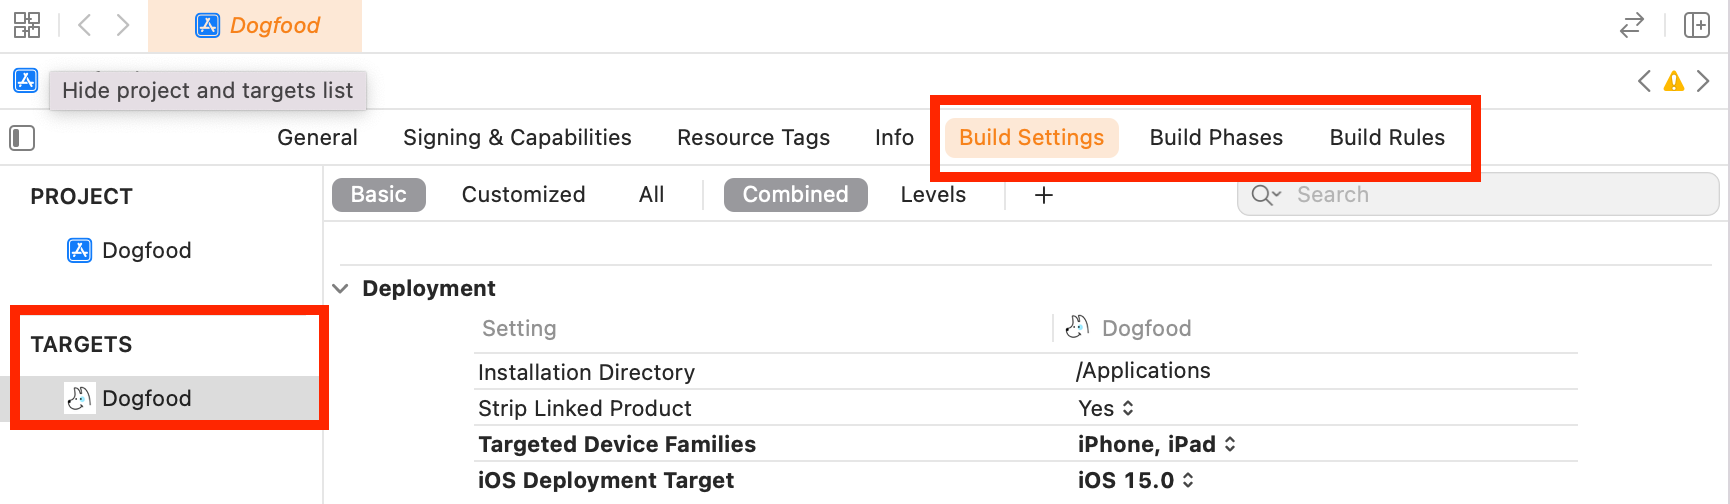 Dogfood
Hide project and targets list
General Signing & Capabilities Resource Tags Info Build Settings Build Phases Build Rules
PROJECT
Dogfood
TARGETS
Dogfood
Basic Customized All Combined Levels + Search
Deployment
Setting Dogfood
Installation Directory /Applications
Strip Linked Product Yes
Targeted Device Families iPhone, iPad
iOS Deployment Target iOS 15.0